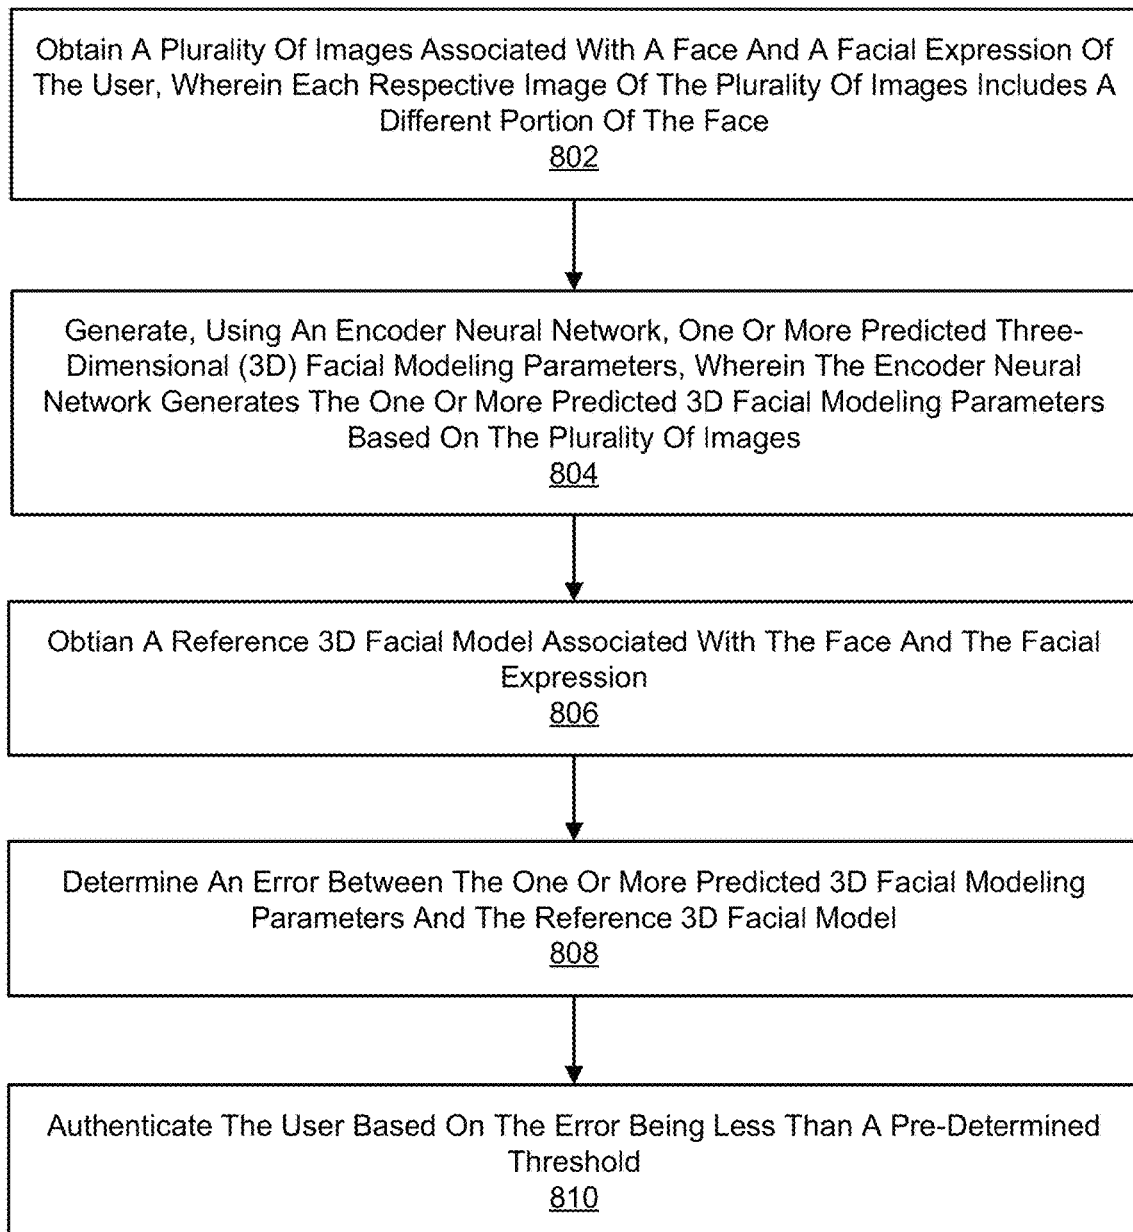 Obtain A Plurality Of Images Associated With A Face And A Facial Expression Of
The User, Wherein Each Respective Image Of The Plurality Of Images Includes A
Different Portion Of The Face
802
Generate, Using An Encoder Neural Network, One Or More Predicted Three-
Dimensional (3D) Facial Modeling Parameters, Wherein The Encoder Neural
Network Generates The One Or More Predicted 3D Facial Modeling Parameters
Based On The Plurality Of Images
804
Obtian A Reference 3D Facial Model Associated With The Face And The Facial
Expression
806
Determine An Error Between The One Or More Predicted 3D Facial Modeling
Parameters And The Reference 3D Facial Model
808
Authenticate The User Based On The Error Being Less Than A Pre-Determined
Threshold
810